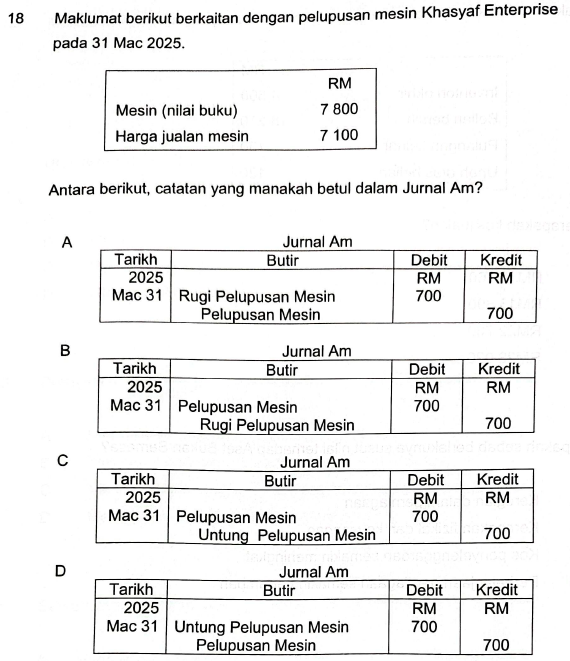 18 Maklumat berikut berkaitan dengan pelupusan mesin Khasyaf Enterprise
pada 31 Mac 2025.
RM
Mesin (nilai buku) 7 800
Harga jualan mesin 7 100
Antara berikut, catatan yang manakah betul dalam Jurnal Am?
A Jurnal Am
Tarikh Butir Debit Kredit
2025 RM RM
Mac 31 Rugi Pelupusan Mesin 700
Pelupusan Mesin 700
B Jurnal Am
Tarikh Butir Debit Kredit
2025 RM RM
Mac 31 Pelupusan Mesin 700
Rugi Pelupusan Mesin 700
C Jurnal Am
Tarikh Butir Debit Kredit
2025 RM RM
Mac 31 Pelupusan Mesin 700
Untung Pelupusan Mesin 700
D Jurnal Am
Tarikh Butir Debit Kredit
2025 RM RM
Mac 31 Untung Pelupusan Mesin 700
Pelupusan Mesin 700